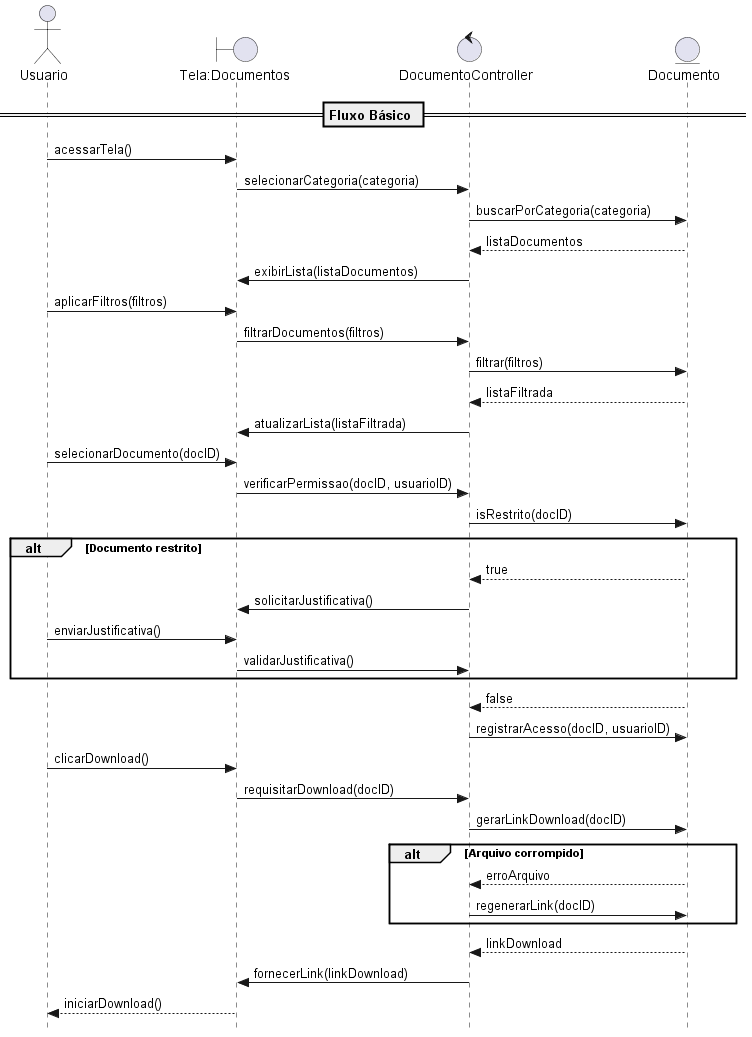 Usuario
Tela:Documentos
DocumentoController
Documento
Fluxo Básico
acessarTela()
selecionarCategoria(categoria)
buscarPorCategoria(categoria)
listaDocumentos
exibirLista(listaDocumentos)
aplicarFiltros(filtros)
filtrarDocumentos(filtros)
filtrar(filtros)
listaFiltrada
atualizarLista(listaFiltrada)
selecionarDocumento(docID)
verificarPermissao(docID, usuarioID)
isRestrito(docID)
alt [Documento restrito]
true
solicitarJustificativa()
enviarJustificativa()
validarJustificativa()
false
registrarAcesso(docID, usuarioID)
clicarDownload()
requisitarDownload(docID)
gerarLinkDownload(docID)
alt [Arquivo corrompido]
erroArquivo
regenerarLink(docID)
linkDownload
fornecerLink(linkDownload)
iniciarDownload()